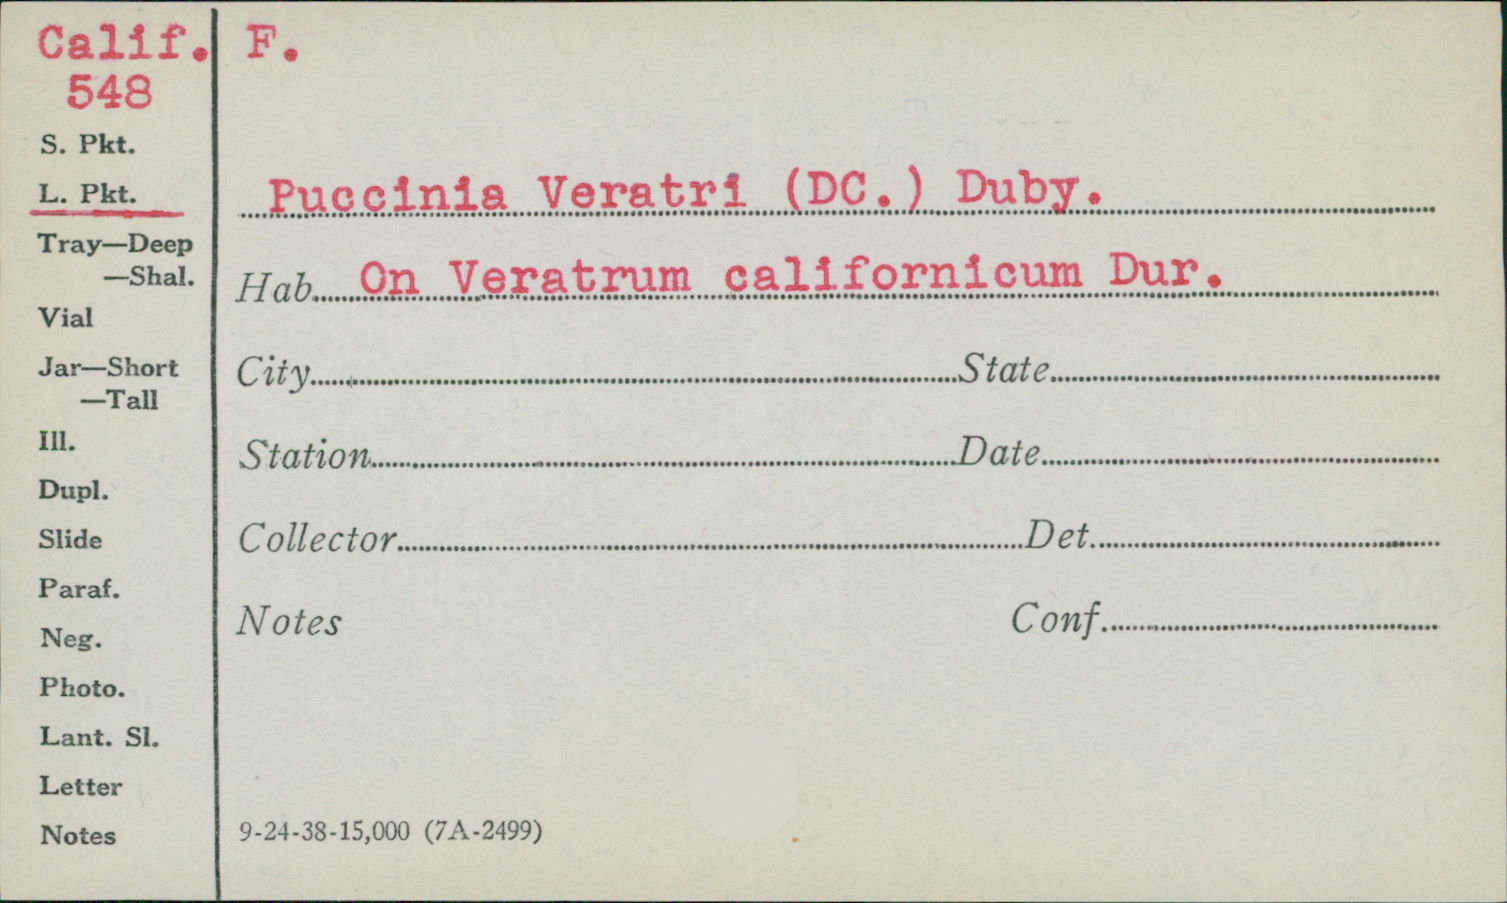 Calif. F.
548
S. Pkt.
L. Pkt.
Puccinia Veratri (DC.) Duby.
Tray—Deep
—Shal.
Hab. On Veratrum californicum Dur.
Vial
Jar—Short
—Tall
City State
Ill.
Station Date
Dupl.
Slide
Collector Det.
Paraf.
Neg.
Notes Conf.
Photo.
Lant. Sl.
Letter
Notes
9-24-38-15,000 (7A-2499)